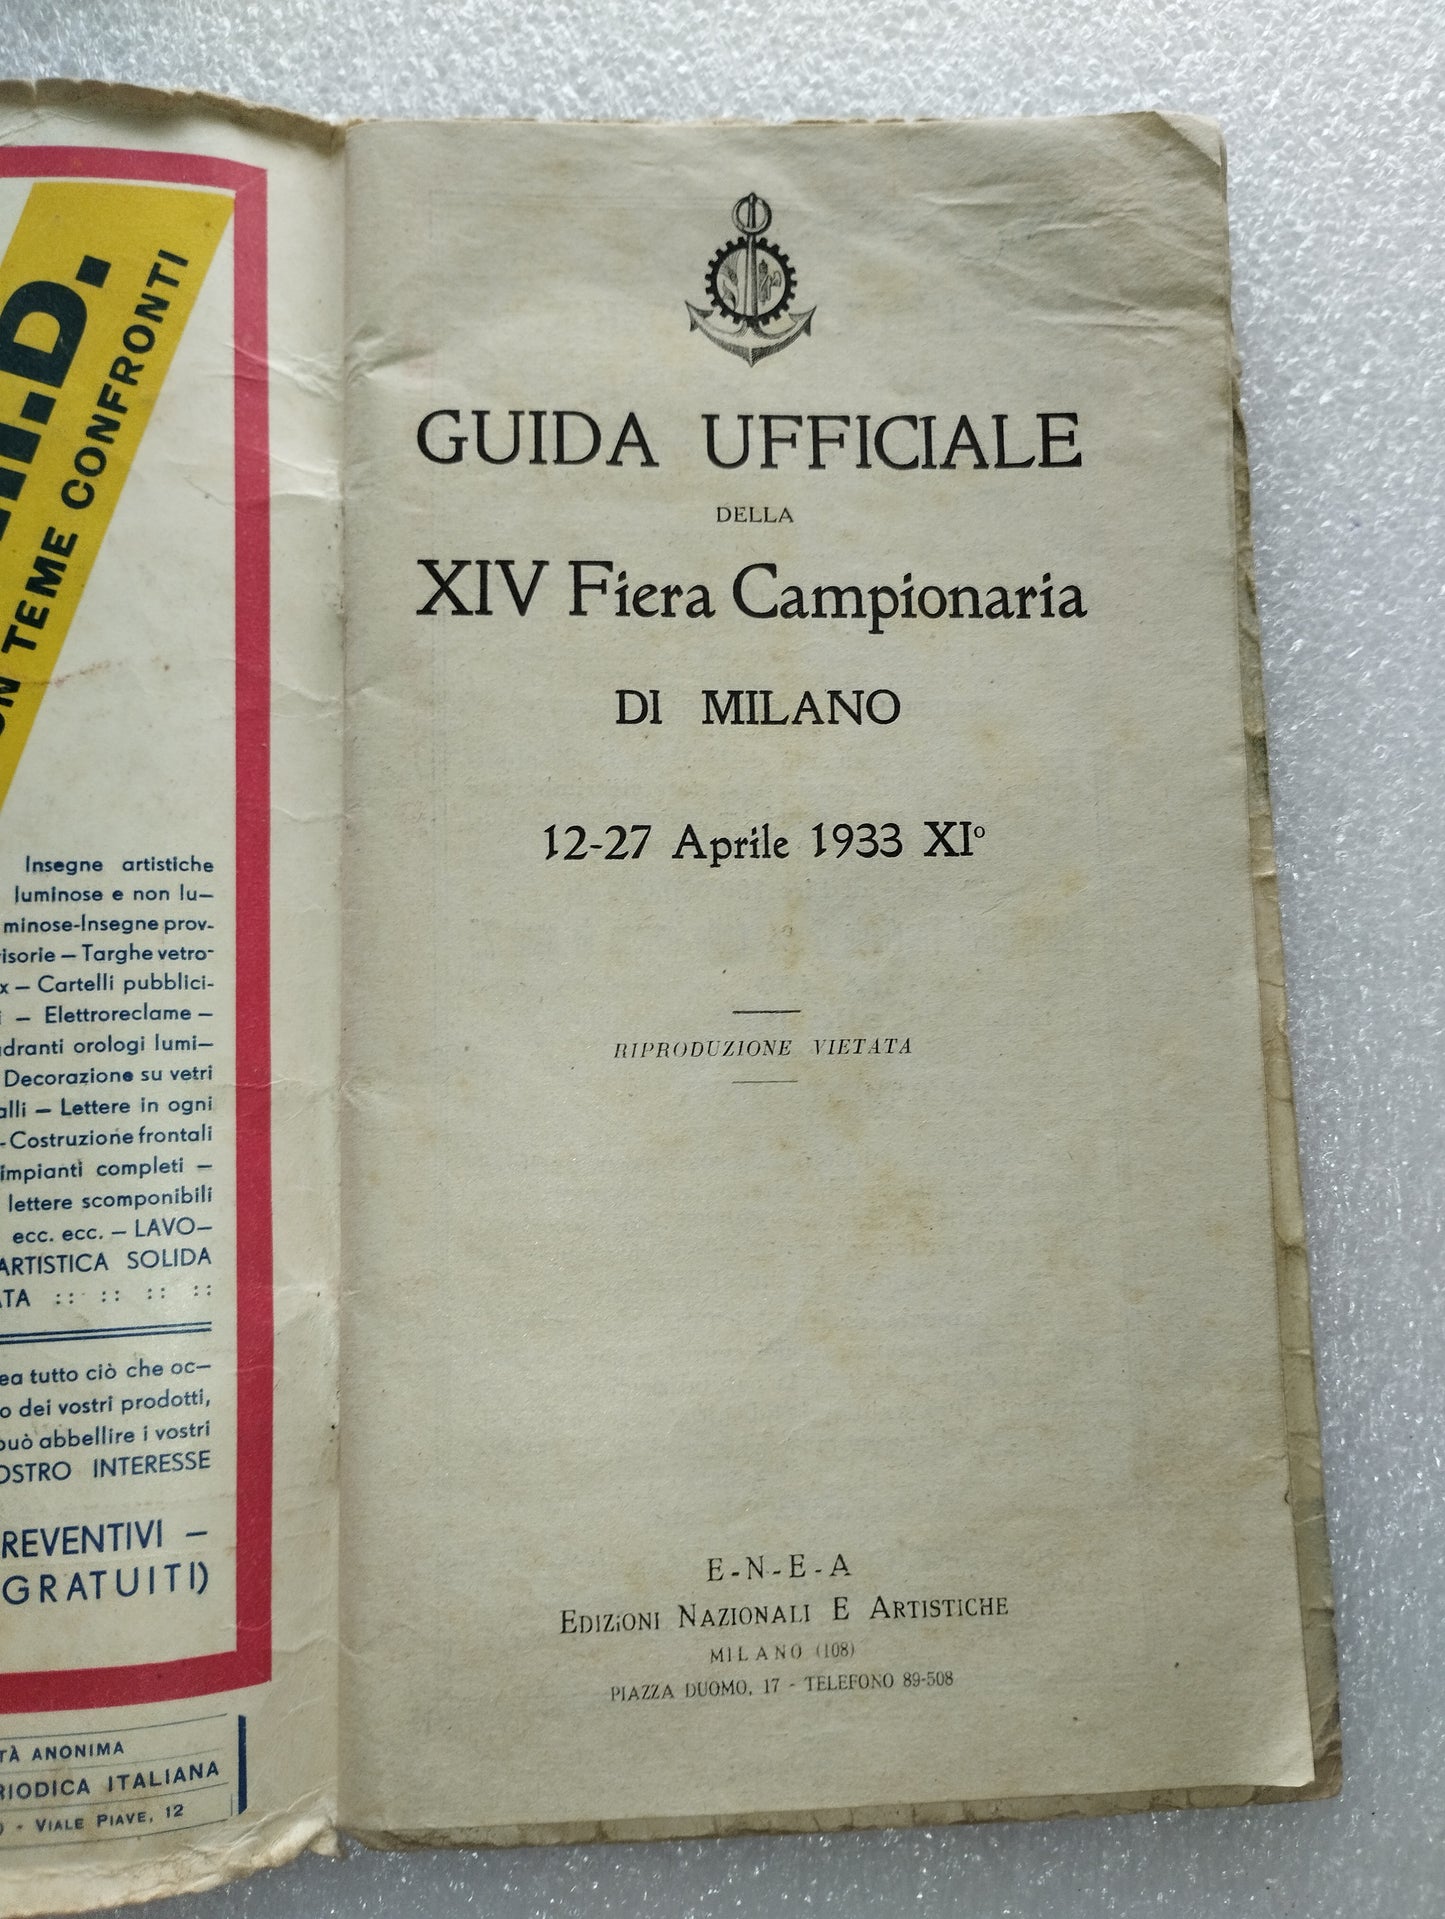 .D.
TEME CONFRONTI
Insegne artistiche
luminose e non lu-
minose-Insegne prov-
Targhe vetro-
x - Cartelli pubblici-
- Elettroreclame -
orologi lumi-
Decorazione su vetri
- Lettere in ogni
- Costruzione frontali
impianti completi -
lettere scomponibili
ecc. ecc. - LAVO-
ARTISTICA SOLIDA
:: :: :: ::
tutto ciò che oc-
dei vostri prodotti,
può abbellire i vostri
INTERESSE
REVENTIVI -
GRATUITI)
TÀ ANONIMA
RIODICA ITALIANA
- VIALE PIAVE, 12
GUIDA UFFICIALE
DELLA
XIV Fiera Campionaria
DI MILANO
12-27 Aprile 1933 XIº
RIPRODUZIONE VIETATA
E-N-E-A
EDIZiONI NAZIONALI E ARTISTICHE
MILANO (108)
PIAZZA DUOMO, 17 - TELEFONO 89-508